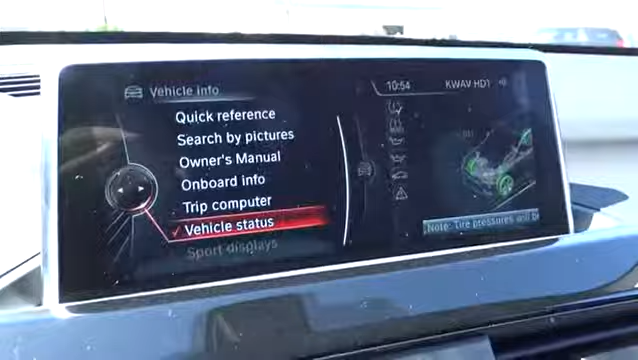 Vehicle info
Quick reference
Search by pictures
Owner's Manual
Onboard info
Trip computer
Vehicle status
Sport displays
10:54 KWAV HD1
Note: Tire pressures will b